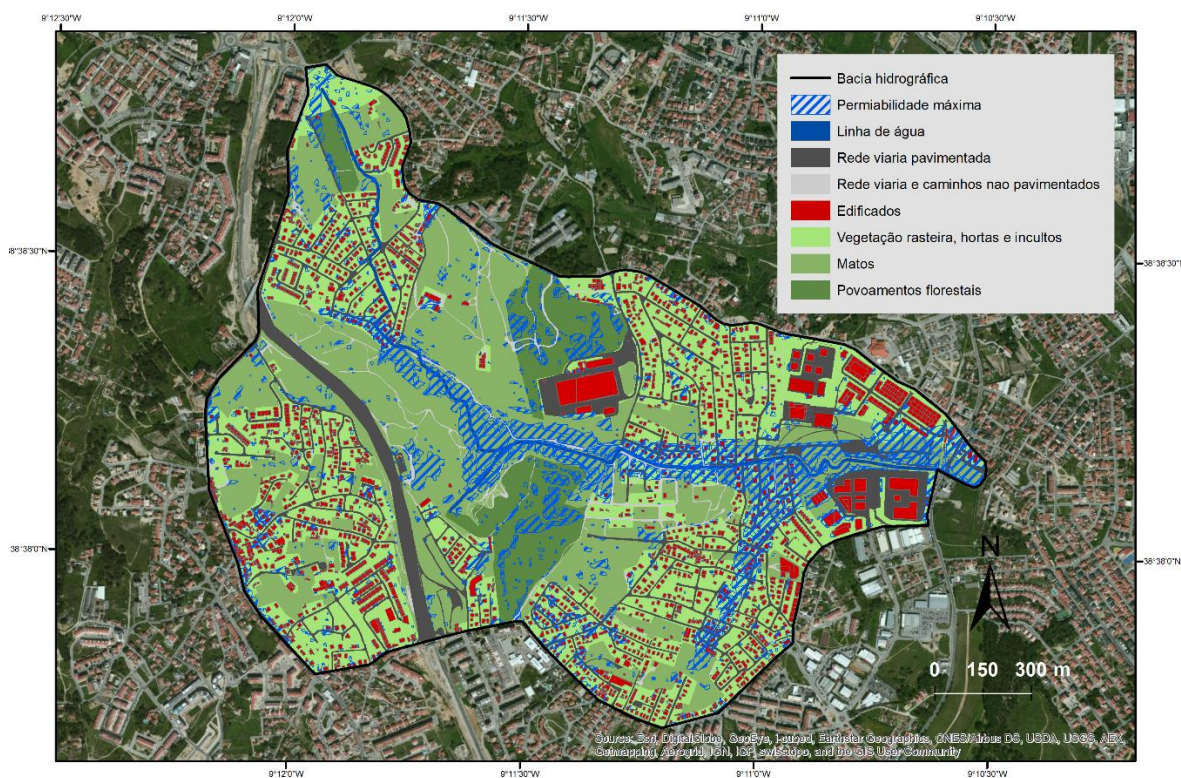 9°12'30"W 9°12'0"W 9°11'30"W 9°11'0"W 9°10'30"W
Bacia hidrográfica
Permiabilidade máxima
Linha de água
Rede viaria pavimentada
Rede viaria e caminhos nao pavimentados
Edificados
Vegetação rasteira, hortas e incultos
Matos
Povoamentos florestais
38°38'30"N 38°38'30"N
38°38'0"N 38°38'0"N
N
0 150 300 m
Source: Esri, DigitalGlobe, GeoEye, i-cubed, Earthstar Geographics, CNES/Airbus DS, USDA, USGS, AEX,
Getmapping, Aerogrid, IGN, IGP, swisstopo, and the GIS User Community
9°12'0"W 9°11'30"W 9°11'0"W 9°10'30"W